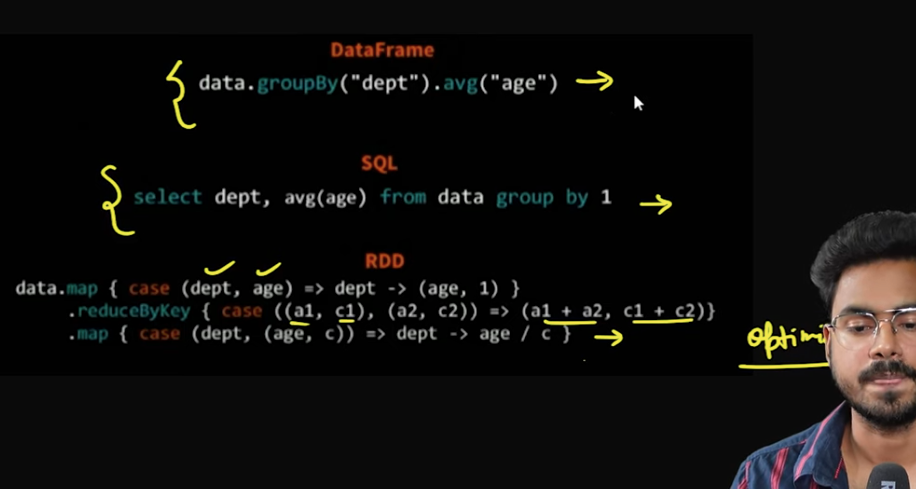 DataFrame
data.groupBy("dept").avg("age")
SQL
select dept, avg(age) from data group by 1
RDD
data.map { case (dept, age) => dept -> (age, 1) }
.reduceByKey { case ((a1, c1), (a2, c2)) => (a1 + a2, c1 + c2)}
.map { case (dept, (age, c)) => dept -> age / c }